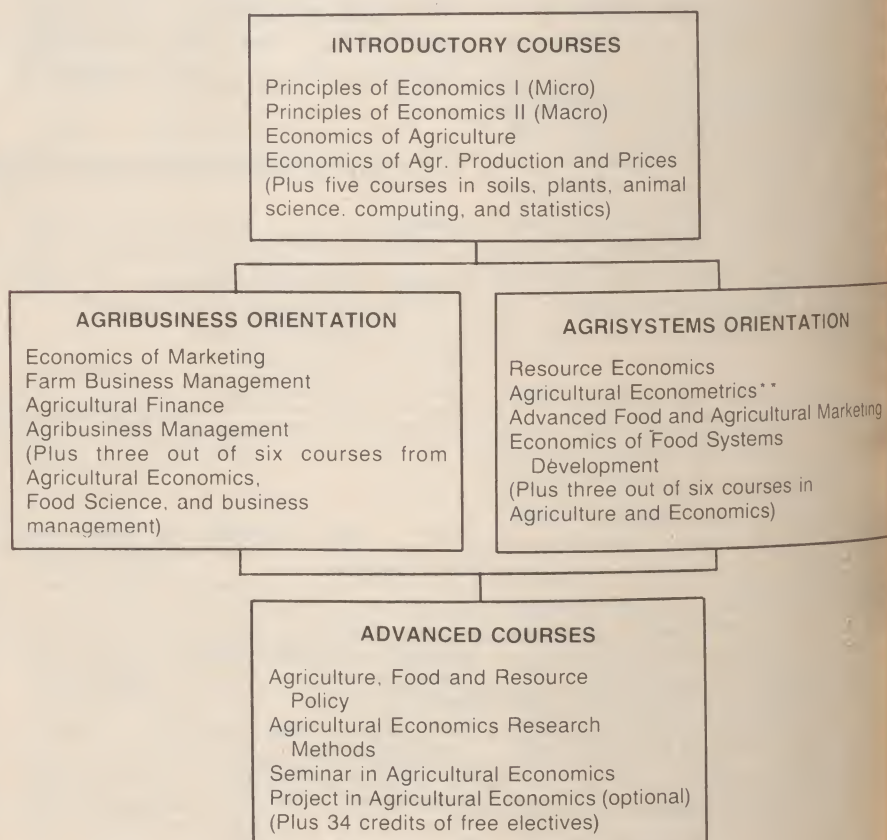 INTRODUCTORY COURSES
Principles of Economics I (Micro)
Principles of Economics II (Macro)
Economics of Agriculture
Economics of Agr. Production and Prices
(Plus five courses in soils, plants, animal
science. computing, and statistics)
AGRIBUSINESS ORIENTATION
Economics of Marketing
Farm Business Management
Agricultural Finance
Agribusiness Management
(Plus three out of six courses from
Agricultural Economics,
Food Science, and business
management)
AGRISYSTEMS ORIENTATION
Resource Economics
Agricultural Econometrics**
Advanced Food and Agricultural Marketing
Economics of Food Systems
Development
(Plus three out of six courses in
Agriculture and Economics)
ADVANCED COURSES
Agriculture, Food and Resource
Policy
Agricultural Economics Research
Methods
Seminar in Agricultural Economics
Project in Agricultural Economics (optional)
(Plus 34 credits of free electives)